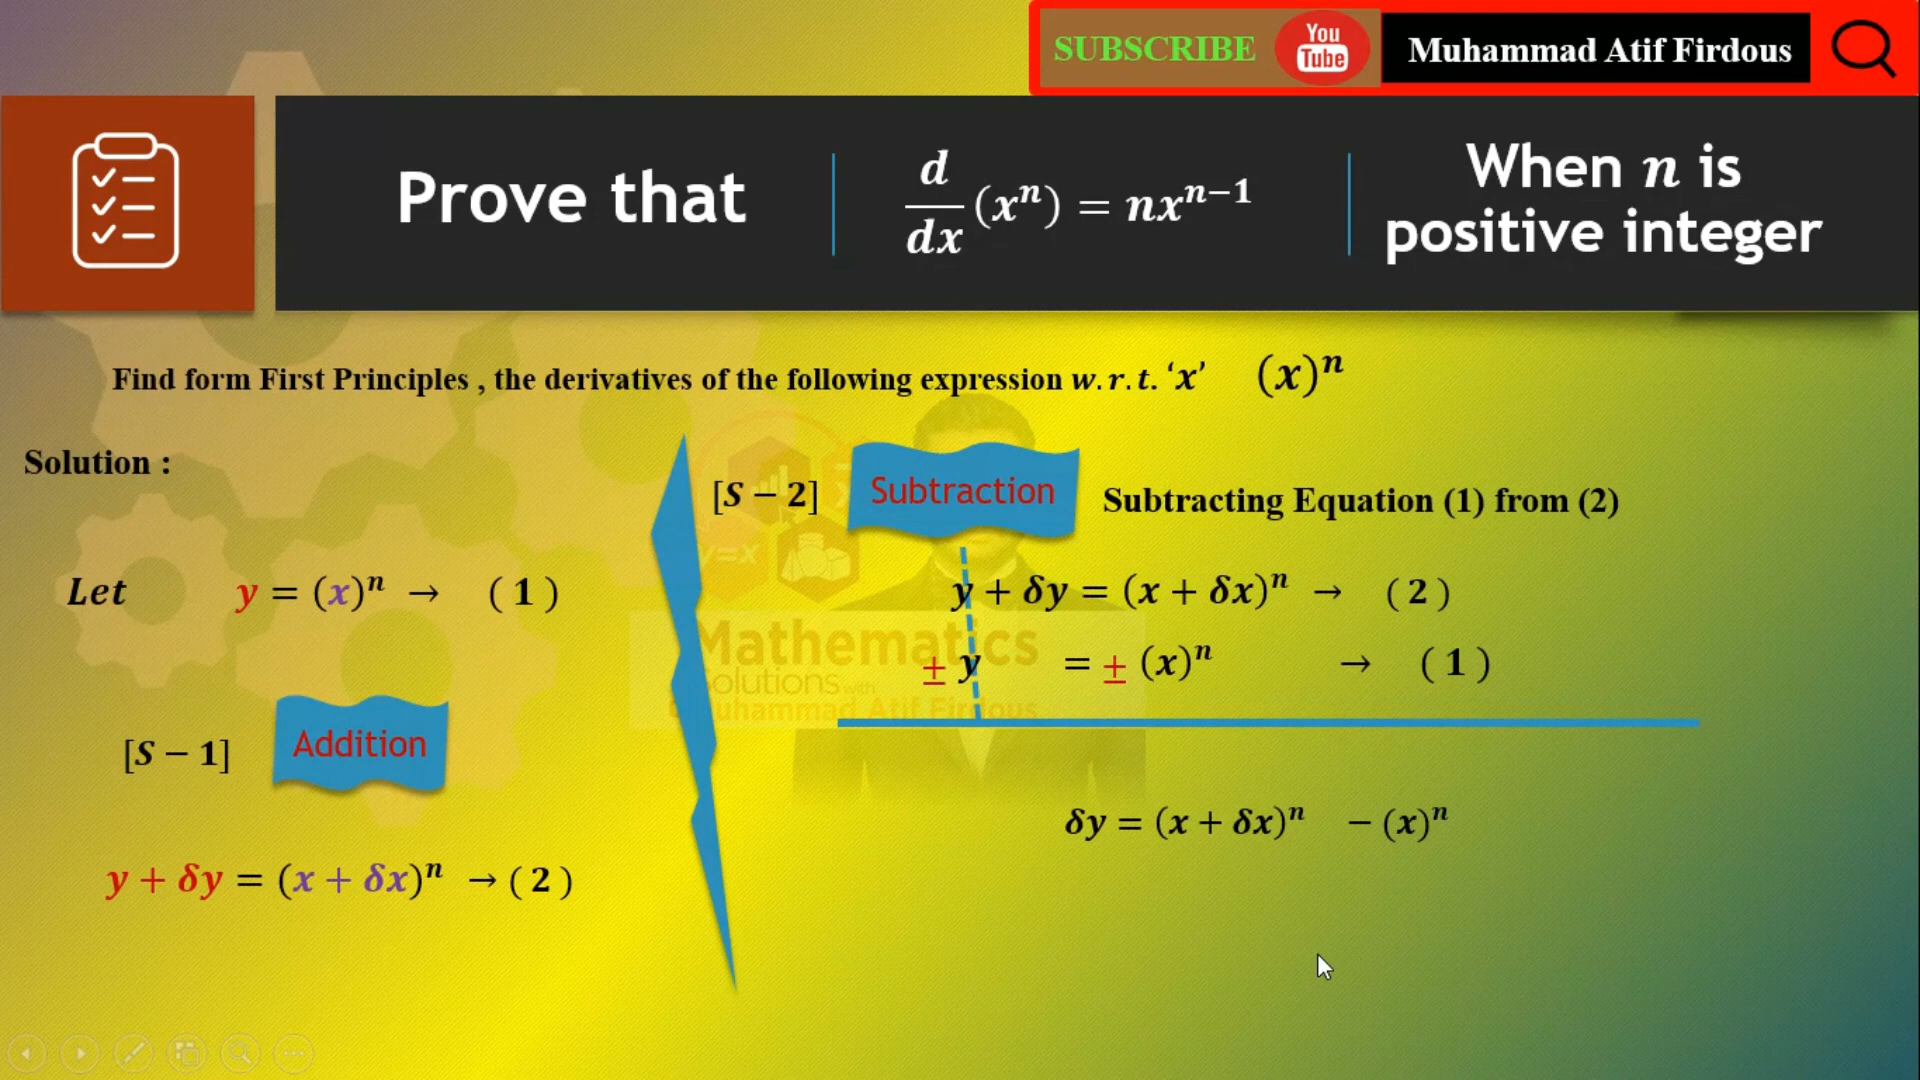 SUBSCRIBE You Tube Muhammad Atif Firdous
Prove that
d/dx (xⁿ) = nxⁿ⁻¹
When n is
positive integer
Find form First Principles , the derivatives of the following expression w.r.t. ‘x’ (x)ⁿ
Solution :
Let y = (x)ⁿ → ( 1 )
[S − 1] Addition
y + δy = (x + δx)ⁿ → ( 2 )
[S − 2] Subtraction Subtracting Equation (1) from (2)
y + δy = (x + δx)ⁿ → ( 2 )
± y = ± (x)ⁿ → ( 1 )
δy = (x + δx)ⁿ − (x)ⁿ
y=x
Mathematics
Solutions with
Muhammad Atif Firdous